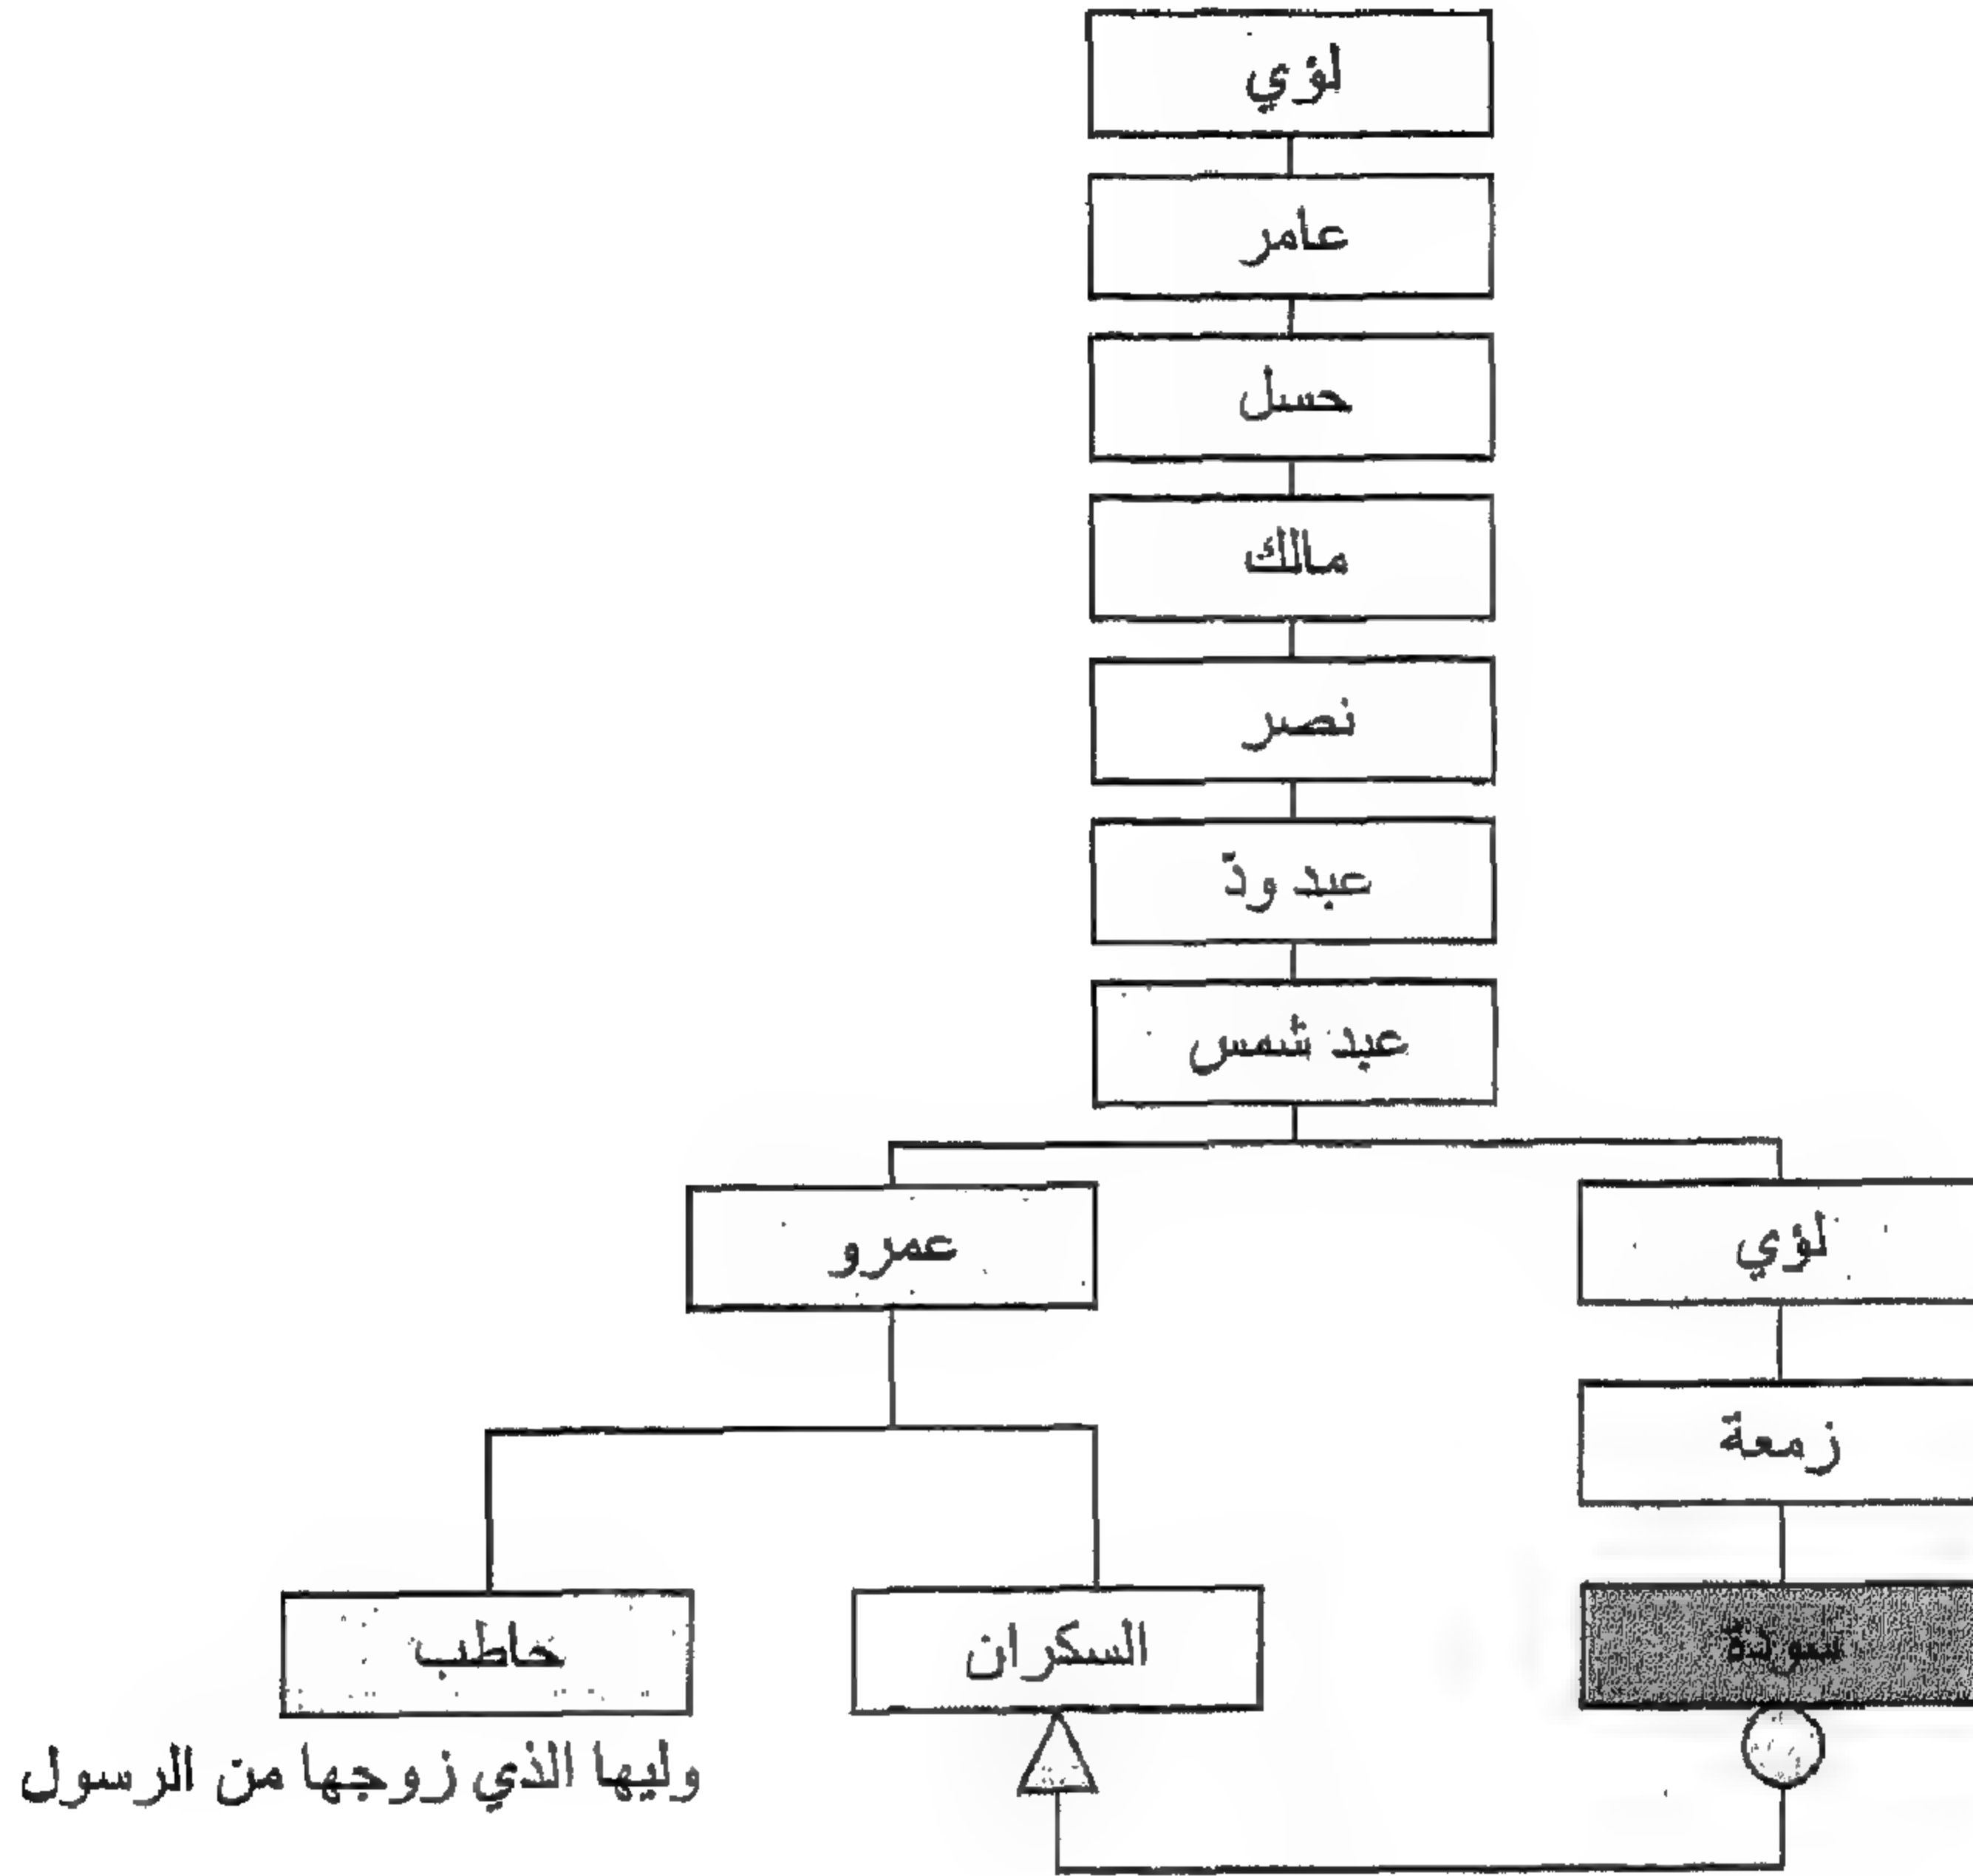 لؤي
عامر
حسل
مالك
نصر
عبد ودّ
عبد شمس
لؤي
عمرو
زمعة
سودة
السكران
حاطب
وليها الذي زوجها من الرسول